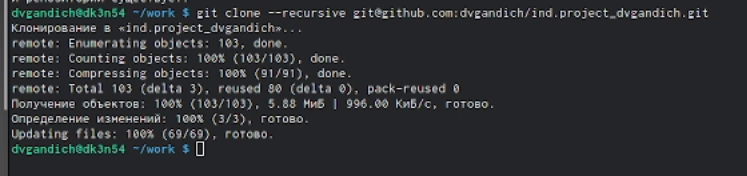 dvgandich@dk3n54 ~/work $ git clone --recursive git@github.com:dvgandich/ind.project_dvgandich.git
Клонирование в «ind.project_dvgandich»...
remote: Enumerating objects: 103, done.
remote: Counting objects: 100% (103/103), done.
remote: Compressing objects: 100% (91/91), done.
remote: Total 103 (delta 3), reused 80 (delta 0), pack-reused 0
Получение объектов: 100% (103/103), 5.88 МиБ | 996.00 КиБ/с, готово.
Определение изменений: 100% (3/3), готово.
Updating files: 100% (69/69), готово.
dvgandich@dk3n54 ~/work $